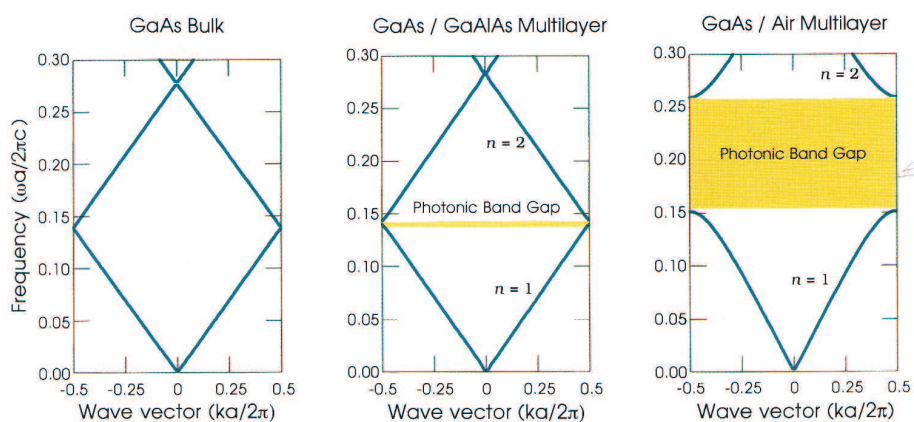 GaAs Bulk
GaAs / GaAlAs Multilayer
GaAs / Air Multilayer
Frequency (ωa/2πc)
0.30
0.25
0.20
0.15
0.10
0.05
0.00
-0.5 -0.25 0 0.25 0.5
Wave vector (ka/2π)
0.30
0.25
0.20
0.15
0.10
0.05
0.00
n = 2
Photonic Band Gap
n = 1
-0.5 -0.25 0 0.25 0.5
Wave vector (ka/2π)
0.30
0.25
0.20
0.15
0.10
0.05
0.00
n = 2
Photonic Band Gap
n = 1
-0.5 -0.25 0 0.25 0.5
Wave vector (ka/2π)